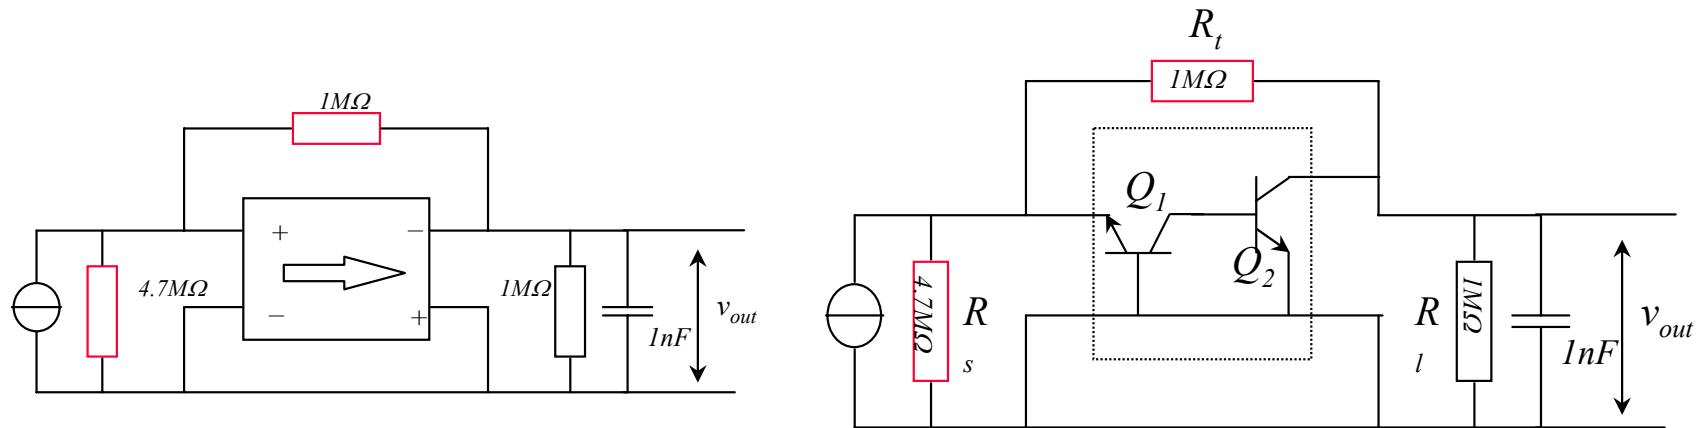 1MΩ
+
−
4.7MΩ
−
+
1MΩ
1nF
v_out
R_t
1MΩ
Q_1
Q_2
4.7MΩ
R
s
R
l
1MΩ
1nF
v_out